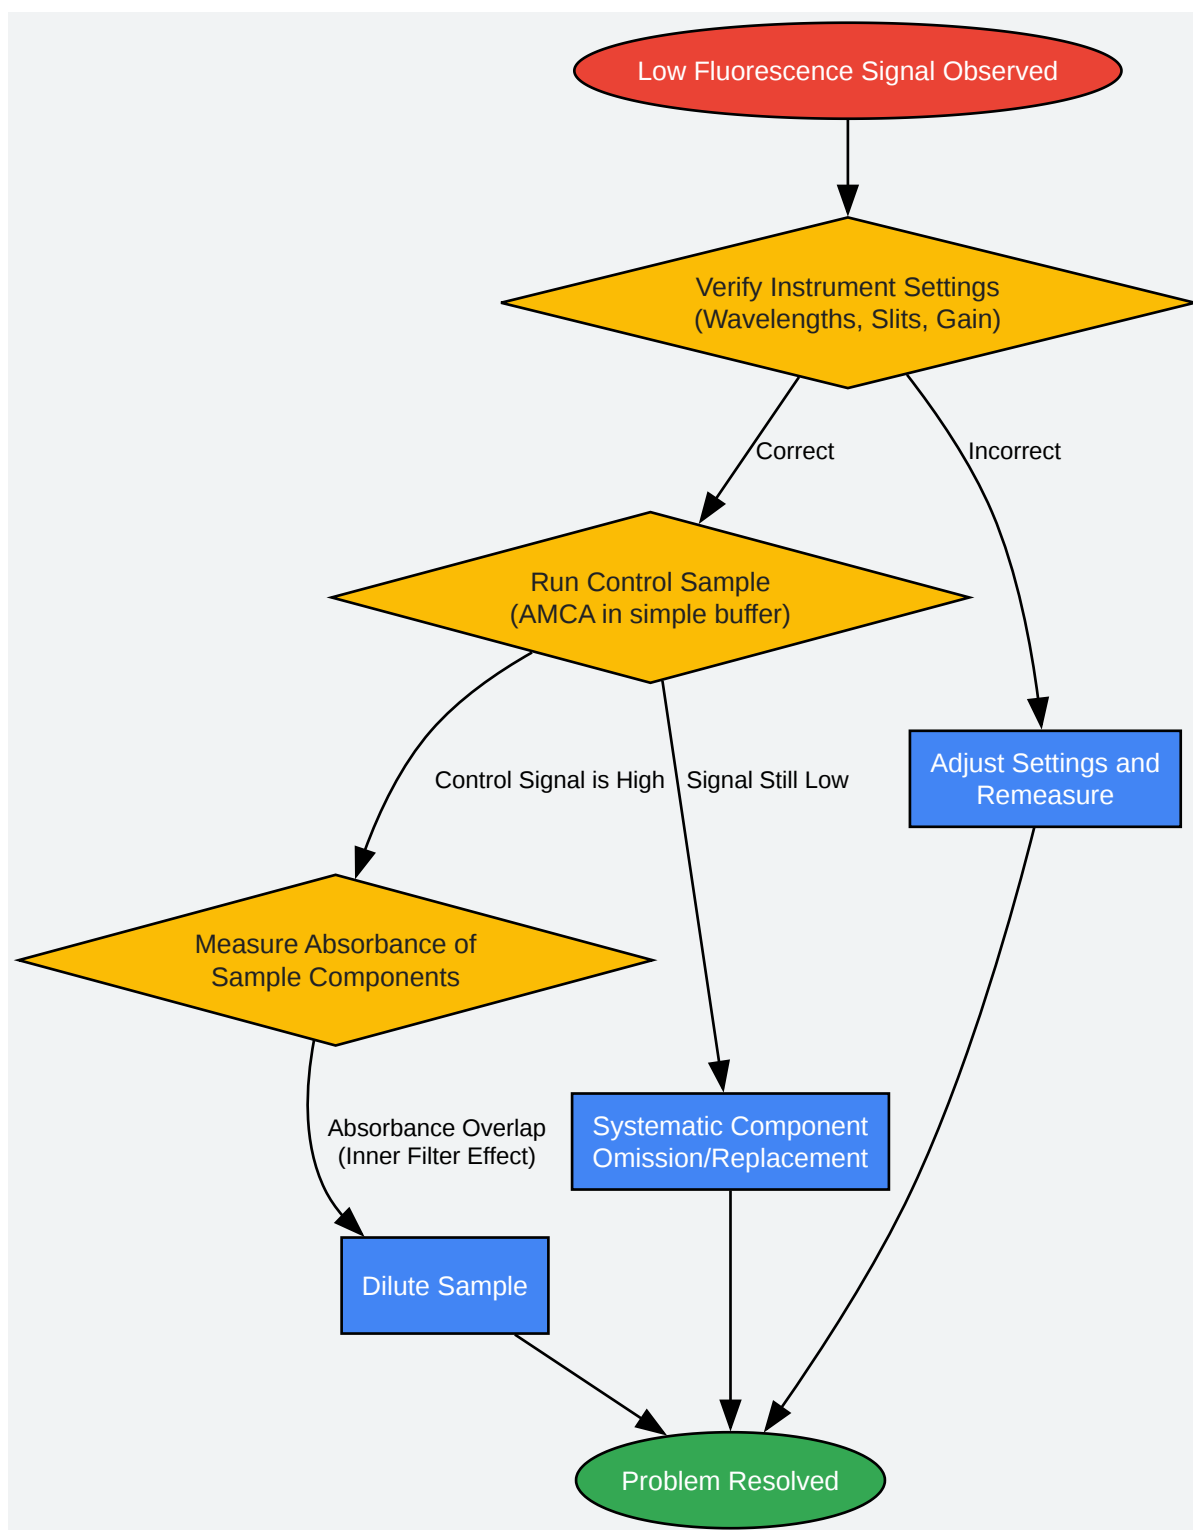 Low Fluorescence Signal Observed
Verify Instrument Settings
(Wavelengths, Slits, Gain)
Correct
Incorrect
Run Control Sample
(AMCA in simple buffer)
Control Signal is High
Signal Still Low
Adjust Settings and
Remeasure
Measure Absorbance of
Sample Components
Absorbance Overlap
(Inner Filter Effect)
Systematic Component
Omission/Replacement
Dilute Sample
Problem Resolved